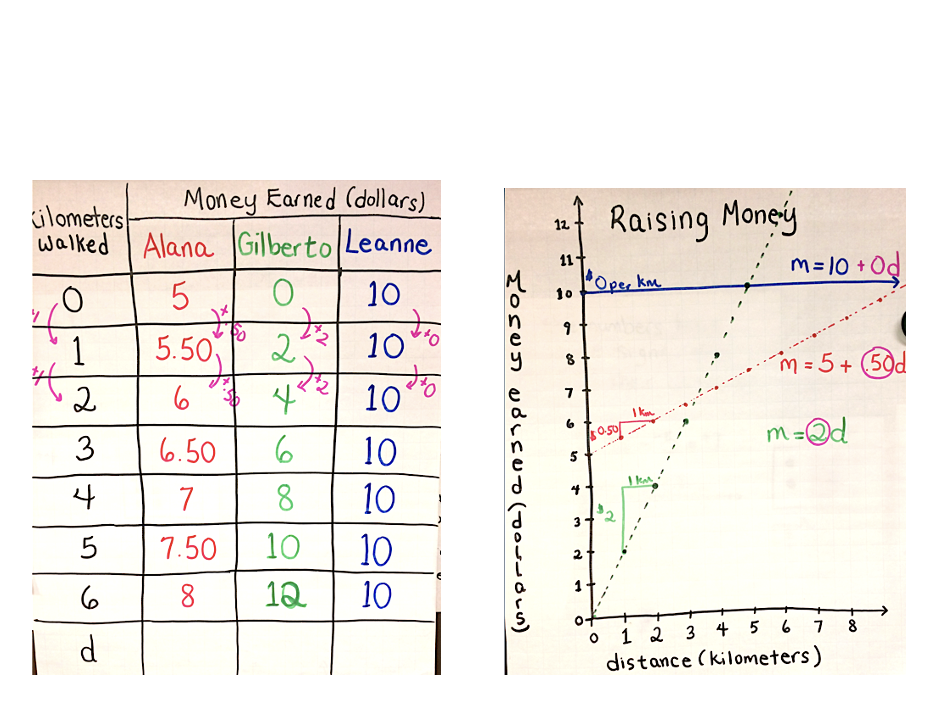 Money Earned (dollars)
Kilometers walked Alana Gilberto Leanne
0 5 0 10
+1 +.50 +2 +0
1 5.50 2 10
+1 +.50 +2 +0
2 6 4 10
3 6.50 6 10
4 7 8 10
5 7.50 10 10
6 8 12 10
d
Raising Money
Money earned (dollars)
12
11
10
9
8
7
6
5
4
3
2
1
0
$0 per km
m=10 + 0d
m = 5 + .50d
m = 2d
$0.50
1 km
$2
1 km
0 1 2 3 4 5 6 7 8
distance (kilometers)